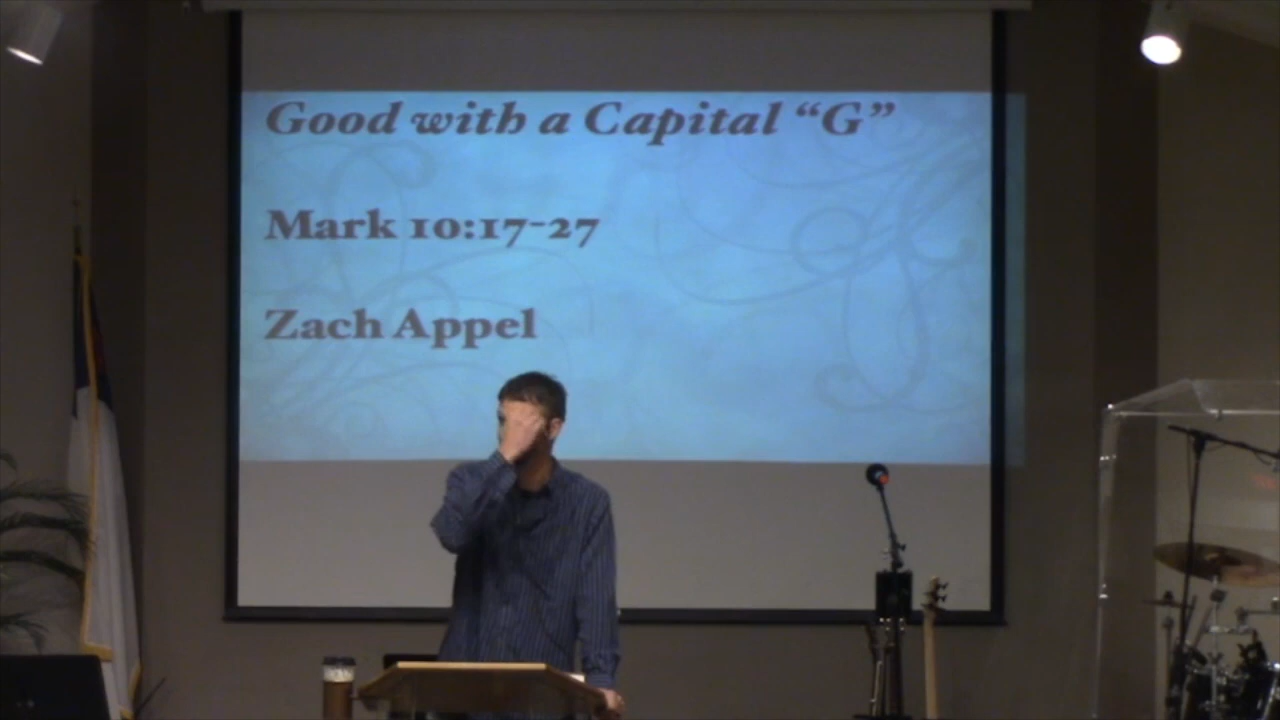 Good with a Capital “G”
Mark 10:17-27
Zach Appel